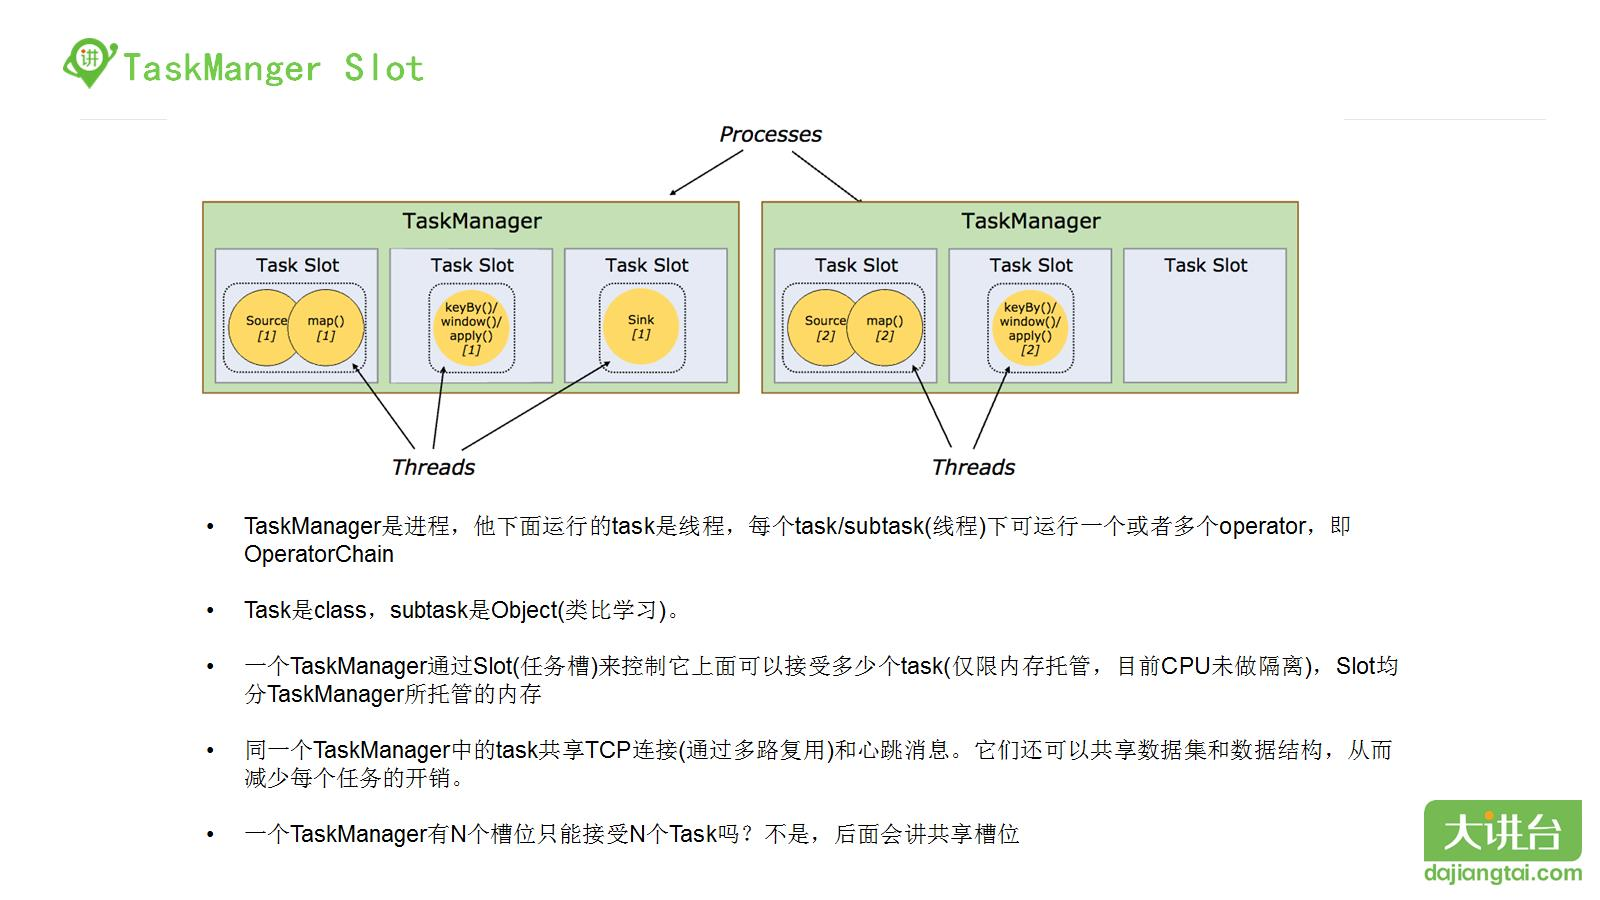 讲
TaskManger Slot
Processes
TaskManager
TaskManager
Task Slot
Task Slot
Task Slot
Task Slot
Task Slot
Task Slot
Source
[1]
map()
[1]
keyBy()/
window()/
apply()
[1]
Sink
[1]
Source
[2]
map()
[2]
keyBy()/
window()/
apply()
[2]
Threads
Threads
• TaskManager是进程，他下面运行的task是线程，每个task/subtask(线程)下可运行一个或者多个operator，即
OperatorChain
• Task是class，subtask是Object(类比学习)。
• 一个TaskManager通过Slot(任务槽)来控制它上面可以接受多少个task(仅限内存托管，目前CPU未做隔离)，Slot均
分TaskManager所托管的内存
• 同一个TaskManager中的task共享TCP连接(通过多路复用)和心跳消息。它们还可以共享数据集和数据结构，从而
减少每个任务的开销。
• 一个TaskManager有N个槽位只能接受N个Task吗？不是，后面会讲共享槽位
大讲台
dajiangtai.com